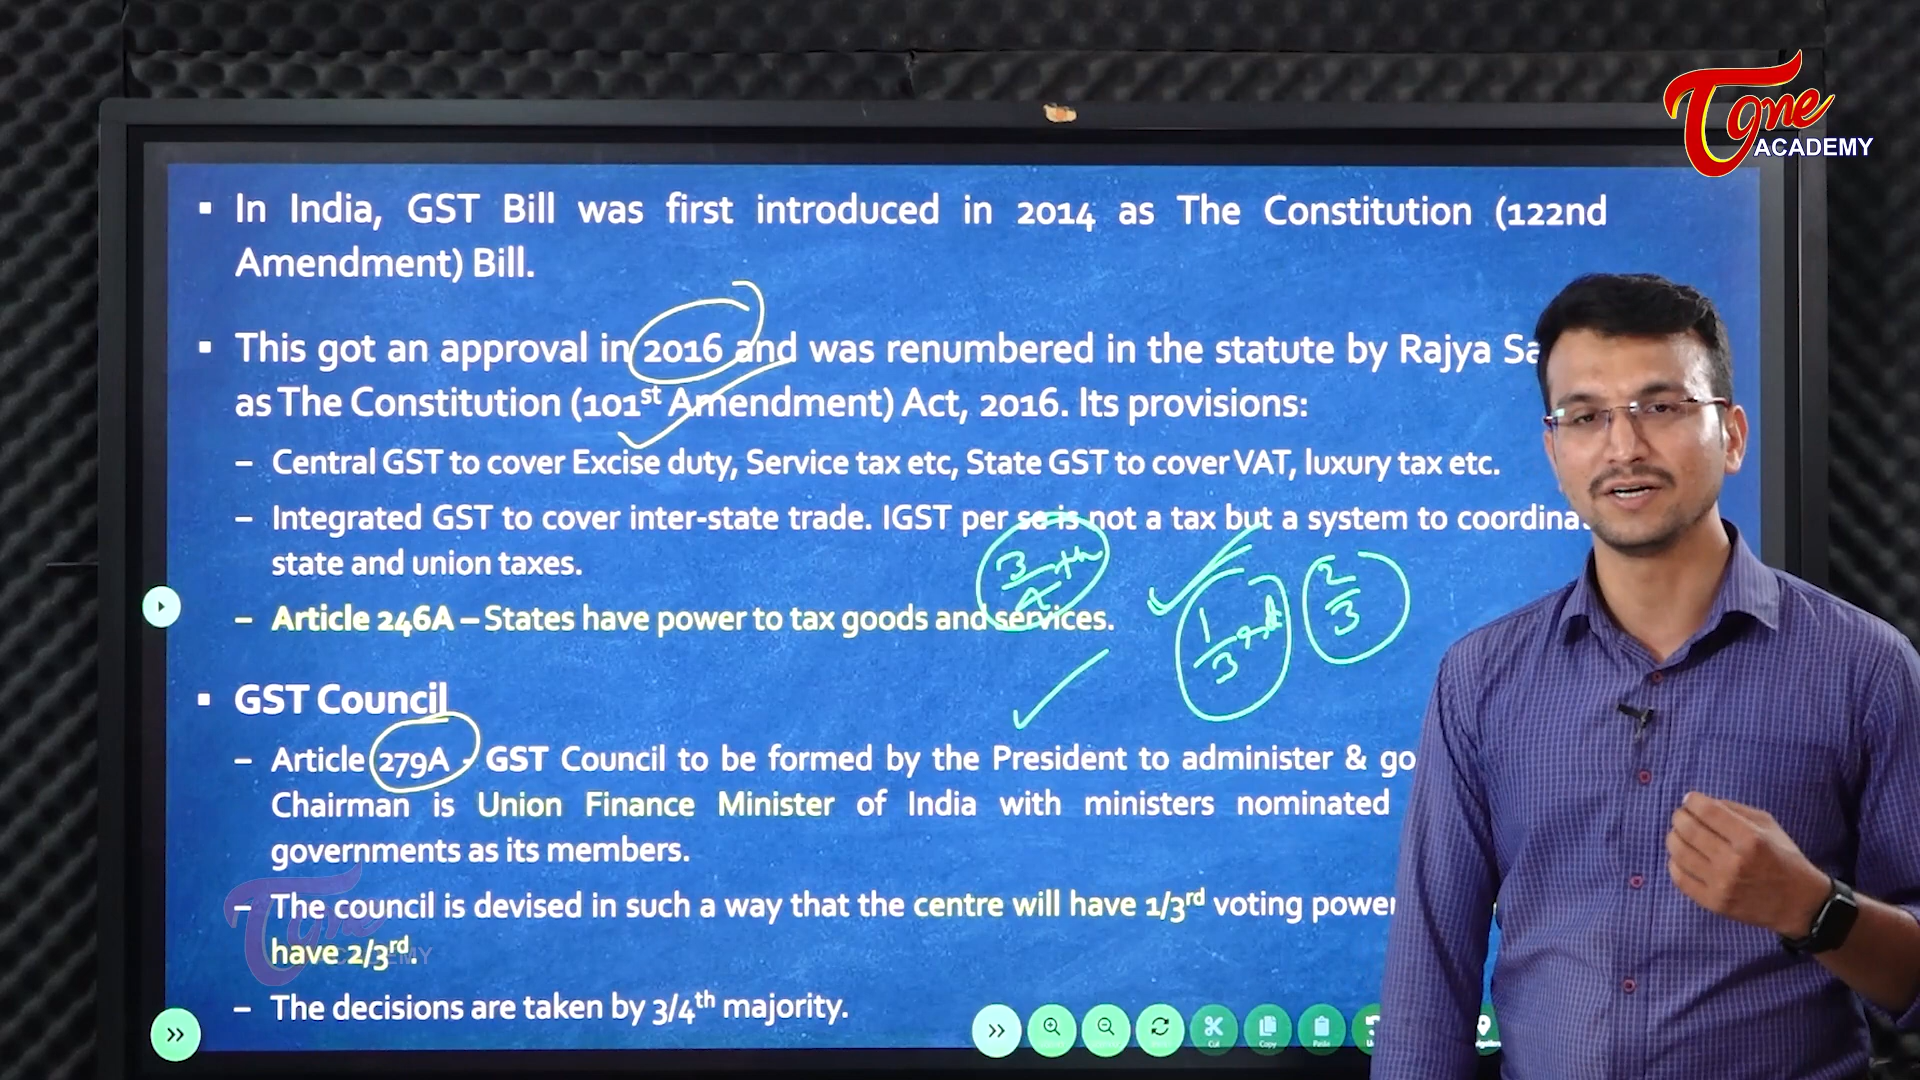 Tone
ACADEMY
▪ In India, GST Bill was first introduced in 2014 as The Constitution (122nd
Amendment) Bill.
▪ This got an approval in 2016 and was renumbered in the statute by Rajya Sa
as The Constitution (101st Amendment) Act, 2016. Its provisions:
– Central GST to cover Excise duty, Service tax etc, State GST to cover VAT, luxury tax etc.
– Integrated GST to cover inter-state trade. IGST per se is not a tax but a system to coordina
state and union taxes.
3/4th
– Article 246A – States have power to tax goods and services.
1/3rd 2/3
▪ GST Council
– Article 279A - GST Council to be formed by the President to administer & go
Chairman is Union Finance Minister of India with ministers nominated
governments as its members.
– The council is devised in such a way that the centre will have 1/3rd voting power
have 2/3rd.
Tone
ACADEMY
– The decisions are taken by 3/4th majority.
Cut Copy Paste